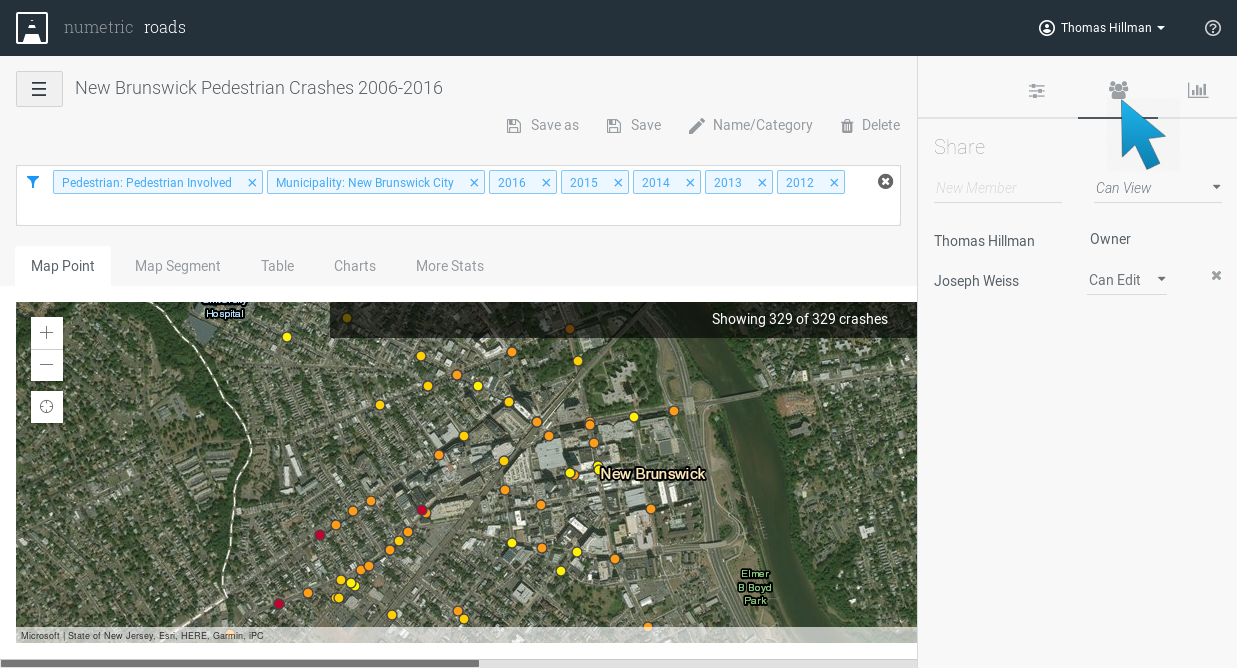 numetric roads
Thomas Hillman
New Brunswick Pedestrian Crashes 2006-2016
Save as
Save
Name/Category
Delete
Pedestrian: Pedestrian Involved
Municipality: New Brunswick City
2016
2015
2014
2013
2012
Map Point
Map Segment
Table
Charts
More Stats
Hospital
Showing 329 of 329 crashes
New Brunswick
Elmer
B Boyd
Park
Microsoft | State of New Jersey, Esri, HERE, Garmin, iPC
Share
New Member
Can View
Thomas Hillman
Owner
Joseph Weiss
Can Edit